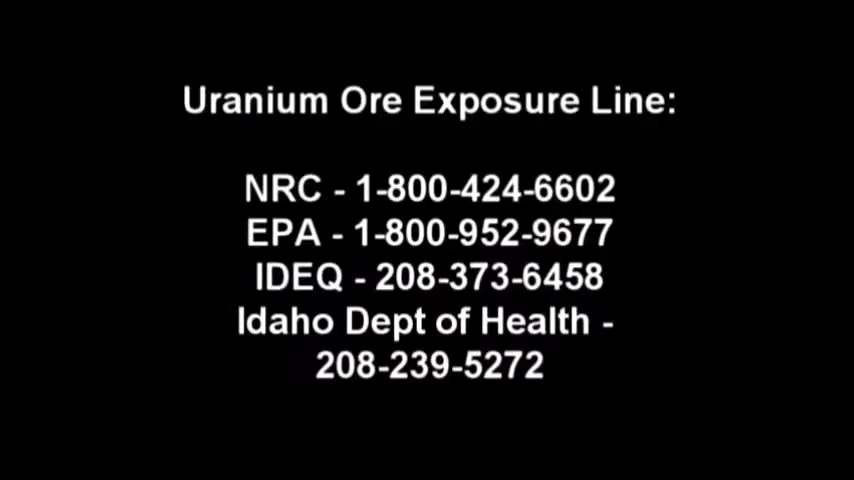 Uranium Ore Exposure Line:
NRC - 1-800-424-6602
EPA - 1-800-952-9677
IDEQ - 208-373-6458
Idaho Dept of Health -
208-239-5272